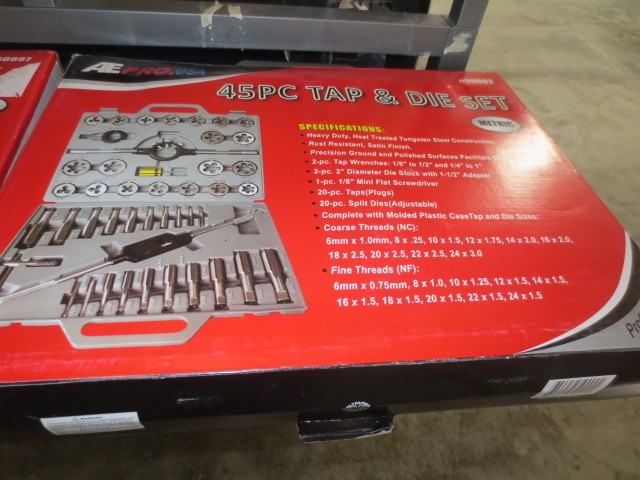 50007
AEPRO.USA
#50007
45PC TAP & DIE SET
METRIC
SPECIFICATIONS:
• Heavy Duty, Heat Treated Tungsten Steel Construction.
• Rust Resistant, Satin Finish.
• Precision Ground and Polished Surfaces
• 2-pc. Tap Wrenches: 1/8" to 1/2" and 1/4" to 1"
• 2-pc. 2" Diameter Die Stock with 1-1/2" Adapter
• 1-pc. 1/8" Mini Flat Screwdriver
• 20-pc. Taps(Plugs)
• 20-pc. Split Dies(Adjustable)
• Complete with Molded Plastic CaseTap and Die Sizes:
• Coarse Threads (NC):
6mm x 1.0mm, 8 x .25, 10 x 1.5, 12 x 1.75, 14 x 2.0, 16 x 2.0,
18 x 2.5, 20 x 2.5, 22 x 2.5, 24 x 3.0
• Fine Threads (NF):
6mm x 0.75mm, 8 x 1.0, 10 x 1.25, 12 x 1.5, 14 x 1.5,
16 x 1.5, 18 x 1.5, 20 x 1.5, 22 x 1.5, 24 x 1.5
WARNING